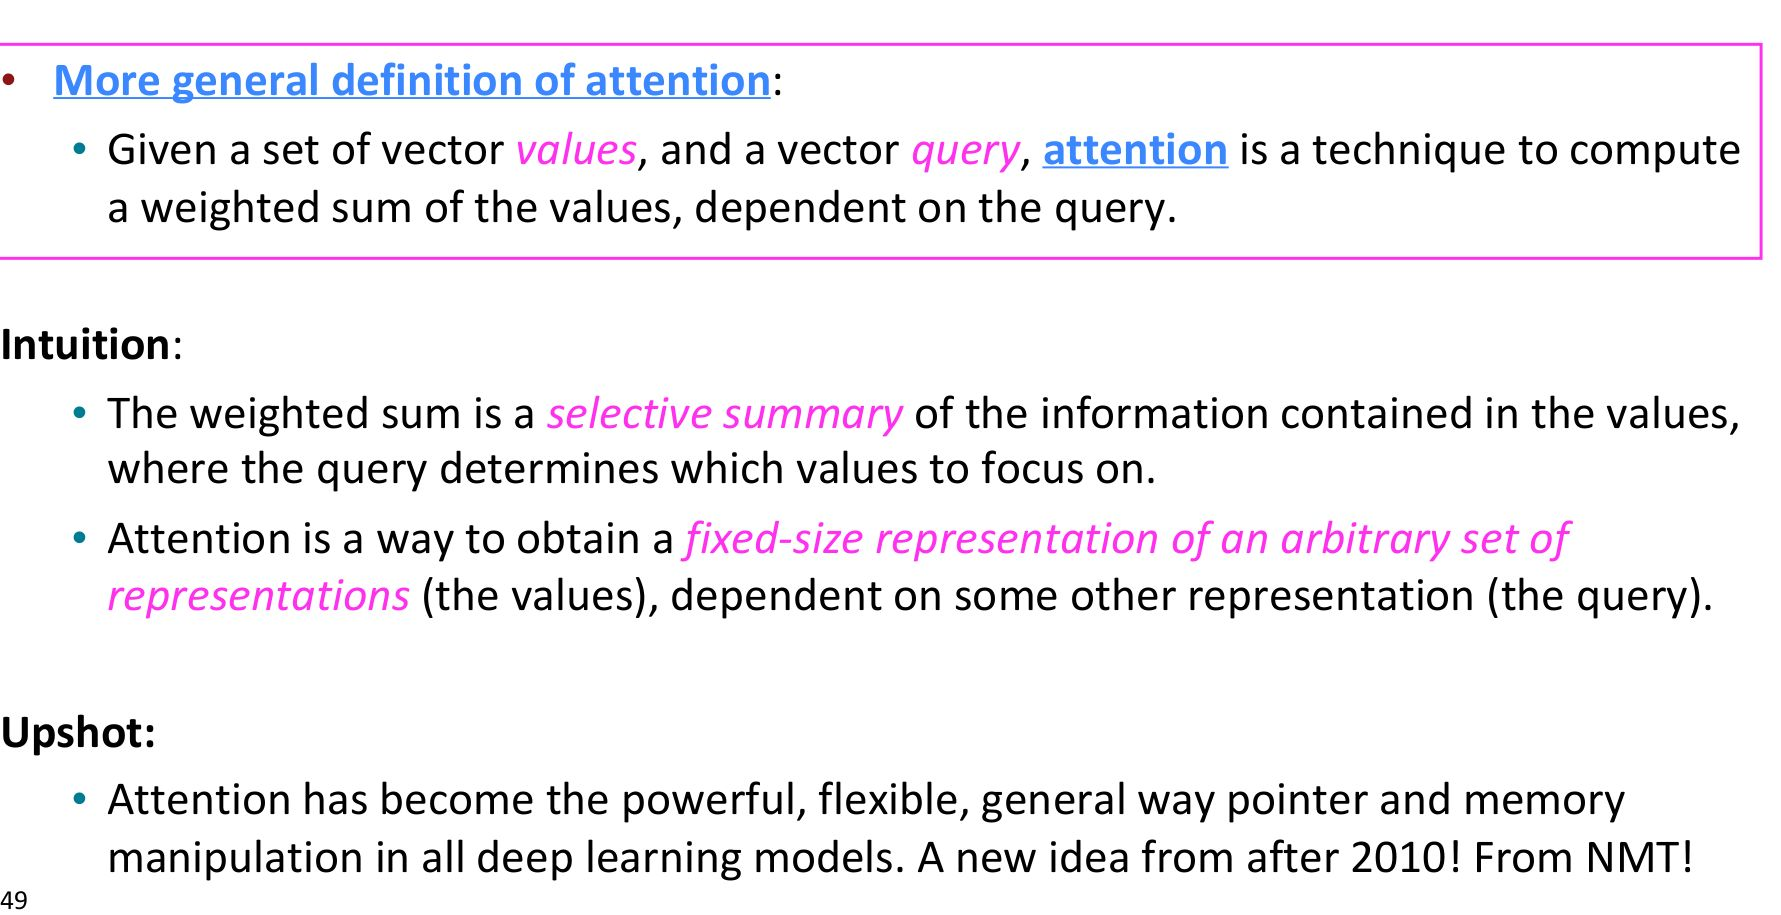 • More general definition of attention:
• Given a set of vector values, and a vector query, attention is a technique to compute
a weighted sum of the values, dependent on the query.
Intuition:
• The weighted sum is a selective summary of the information contained in the values,
where the query determines which values to focus on.
• Attention is a way to obtain a fixed-size representation of an arbitrary set of
representations (the values), dependent on some other representation (the query).
Upshot:
• Attention has become the powerful, flexible, general way pointer and memory
manipulation in all deep learning models. A new idea from after 2010! From NMT!
49